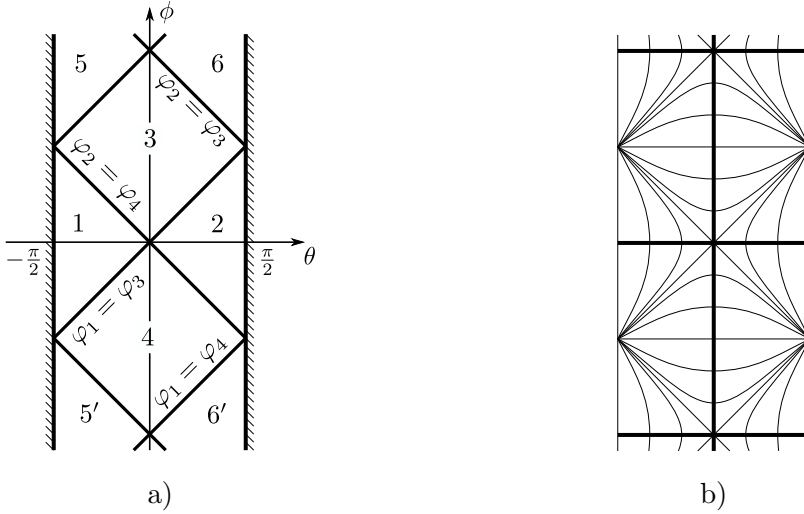 ϕ
5
6
φ₂ = φ₃
3
φ₂ = φ₄
1
2
−π/2
π/2
θ
φ₁ = φ₃
4
φ₁ = φ₄
5′
6′
a)
b)